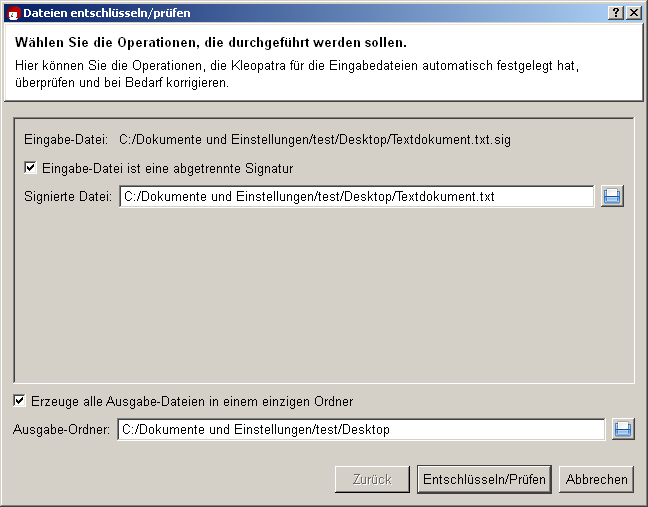 Dateien entschlüsseln/prüfen
Wählen Sie die Operationen, die durchgeführt werden sollen.
Hier können Sie die Operationen, die Kleopatra für die Eingabedateien automatisch festgelegt hat,
überprüfen und bei Bedarf korrigieren.
Eingabe-Datei: C:/Dokumente und Einstellungen/test/Desktop/Textdokument.txt.sig
Eingabe-Datei ist eine abgetrennte Signatur
Signierte Datei: C:/Dokumente und Einstellungen/test/Desktop/Textdokument.txt
Erzeuge alle Ausgabe-Dateien in einem einzigen Ordner
Ausgabe-Ordner: C:/Dokumente und Einstellungen/test/Desktop
Zurück Entschlüsseln/Prüfen Abbrechen